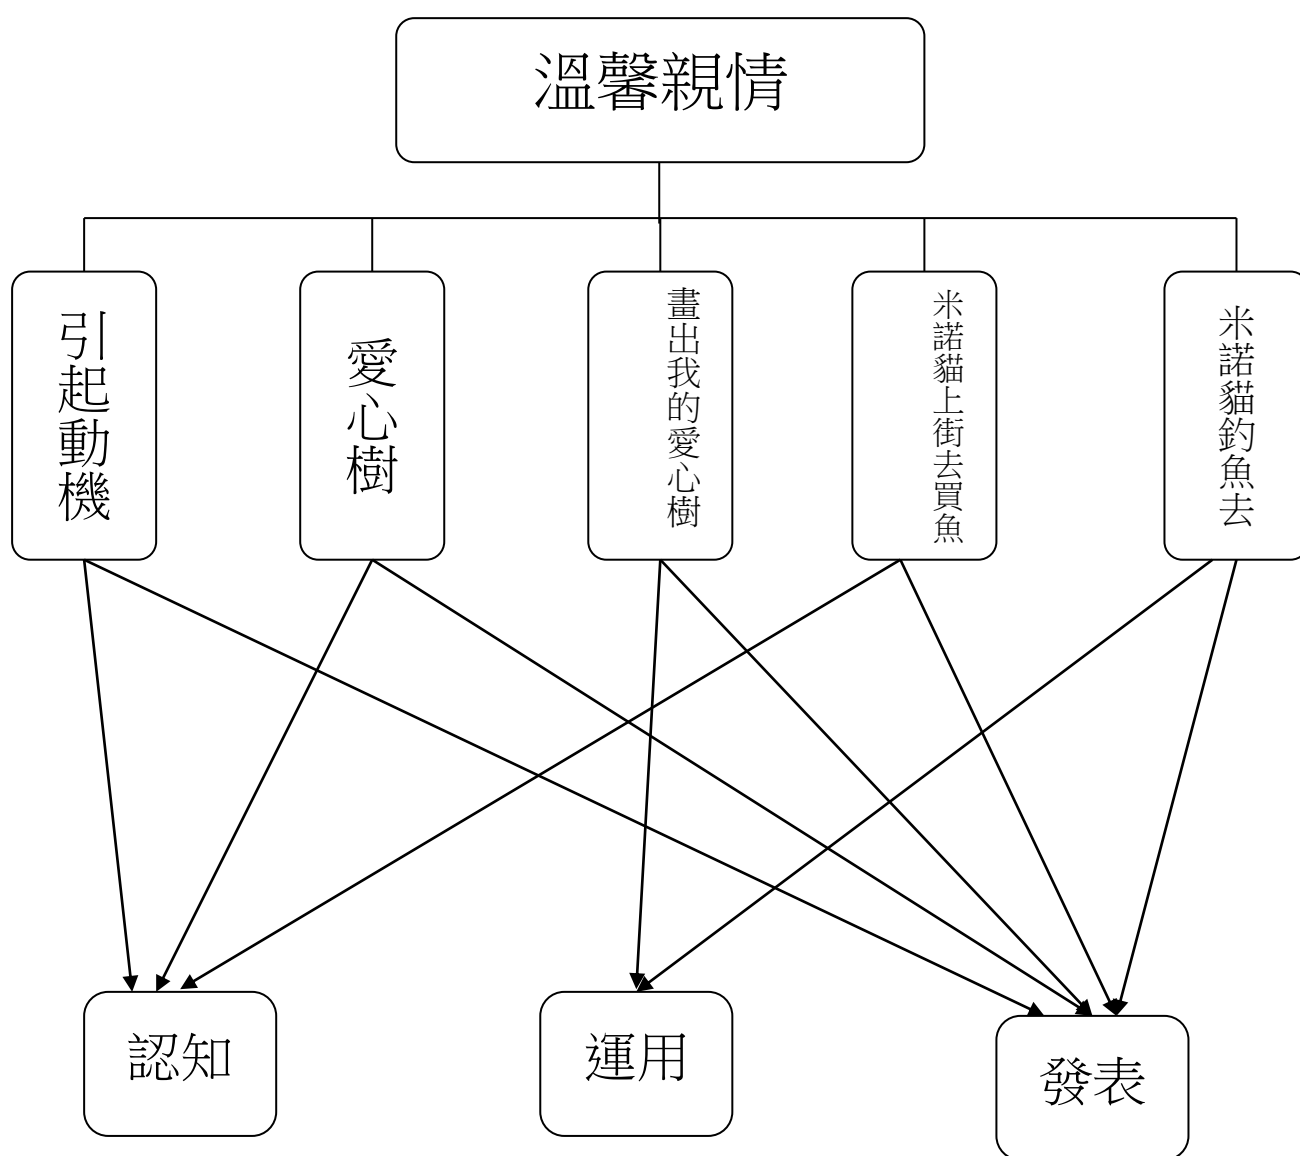 溫馨親情
引起動機
愛心樹
畫出我的愛心樹
米諾貓上街去買魚
米諾貓釣魚去
認知
運用
發表